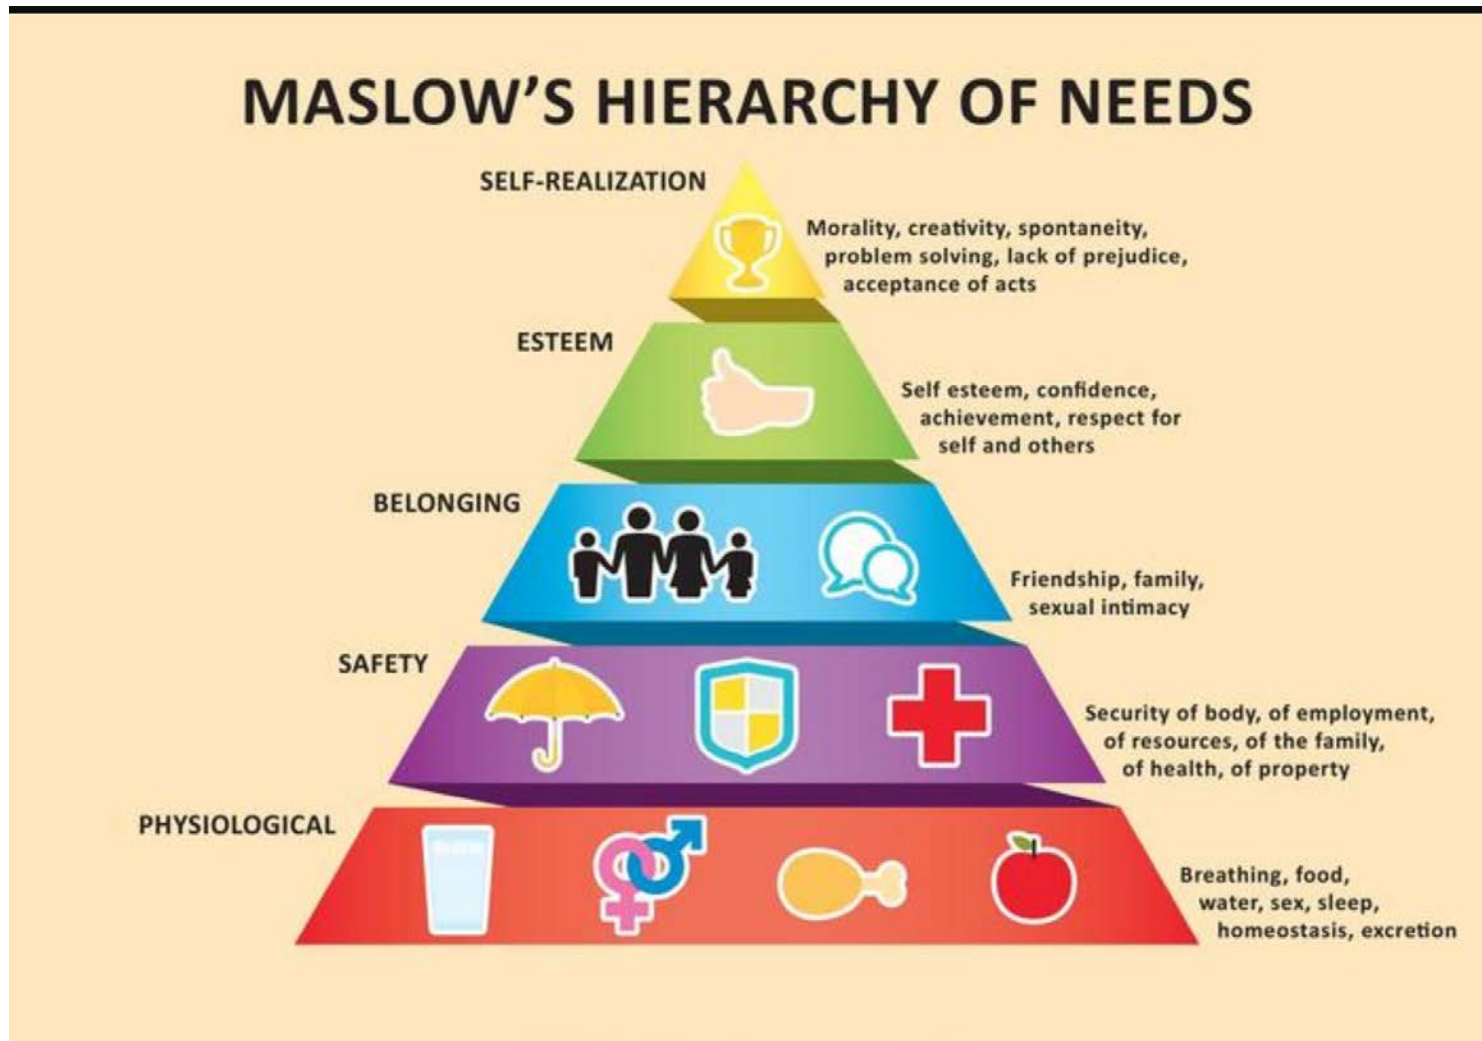 MASLOW'S HIERARCHY OF NEEDS
SELF-REALIZATION
Morality, creativity, spontaneity,
problem solving, lack of prejudice,
acceptance of acts
ESTEEM
Self esteem, confidence,
achievement, respect for
self and others
BELONGING
Friendship, family,
sexual intimacy
SAFETY
Security of body, of employment,
of resources, of the family,
of health, of property
PHYSIOLOGICAL
Breathing, food,
water, sex, sleep,
homeostasis, excretion